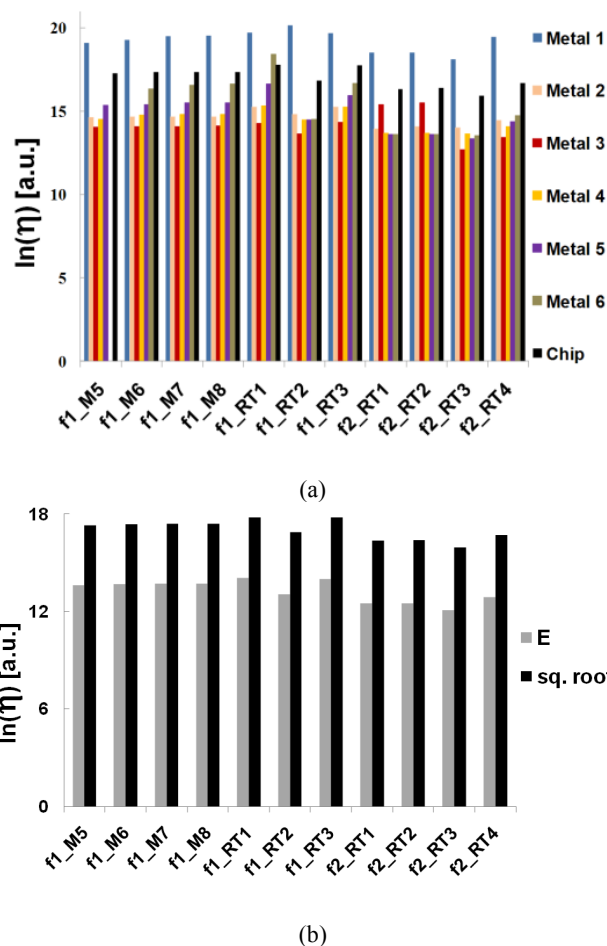 20
15
10
5
0
ln(η) [a.u.]
f1_M5
f1_M6
f1_M7
f1_M8
f1_RT1
f1_RT2
f1_RT3
f2_RT1
f2_RT2
f2_RT3
f2_RT4
Metal 1
Metal 2
Metal 3
Metal 4
Metal 5
Metal 6
Chip
(a)
18
12
6
0
ln(η) [a.u.]
f1_M5
f1_M6
f1_M7
f1_M8
f1_RT1
f1_RT2
f1_RT3
f2_RT1
f2_RT2
f2_RT3
f2_RT4
E
sq. root
(b)